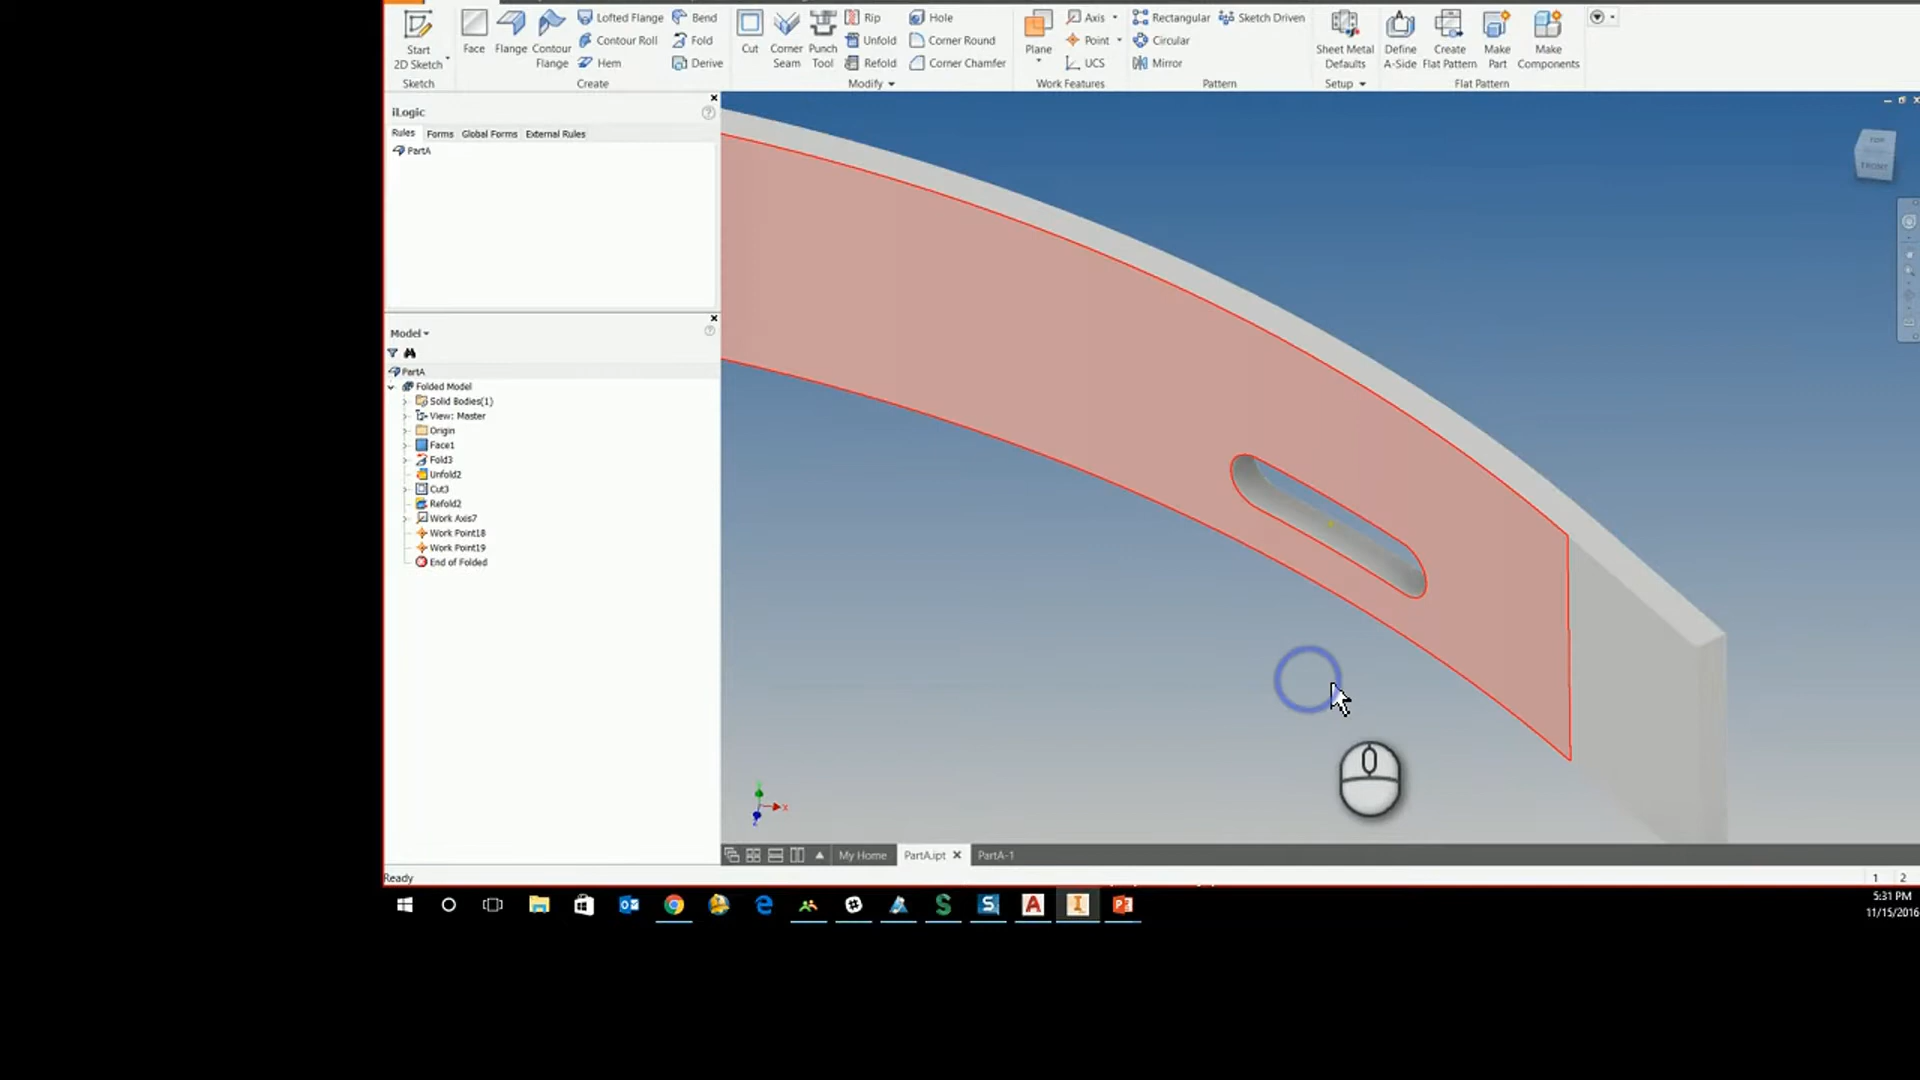 Start
2D Sketch
Sketch
Face
Flange
Contour
Flange
Lofted Flange
Contour Roll
Hem
Bend
Fold
Derive
Create
Cut
Corner
Seam
Punch
Tool
Rip
Unfold
Refold
Hole
Corner Round
Corner Chamfer
Modify
Plane
Axis
Point
UCS
Work Features
Rectangular
Sketch Driven
Circular
Mirror
Pattern
Sheet Metal
Defaults
Setup
Define
A-Side
Create
Flat Pattern
Make
Part
Make
Components
Flat Pattern
iLogic
Rules Forms Global Forms External Rules
PartA
TOP
FRONT
Model
PartA
Folded Model
Solid Bodies(1)
View: Master
Origin
Face1
Fold3
Unfold2
Cut3
Refold2
Work Axis7
Work Point18
Work Point19
End of Folded
x
My Home PartA.ipt PartA-1
Ready
1 2
5:31 PM
11/15/2016